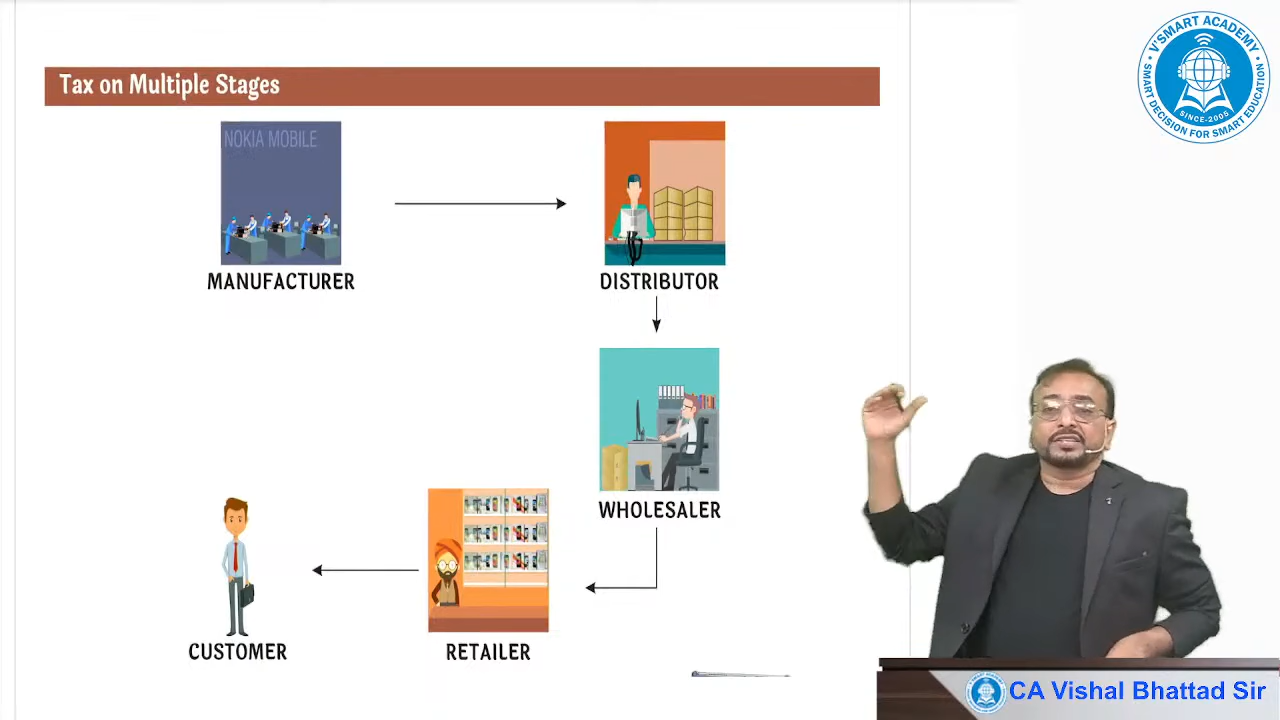 Tax on Multiple Stages
NOKIA MOBILE
MANUFACTURER
DISTRIBUTOR
WHOLESALER
CUSTOMER
RETAILER
V'SMART ACADEMY
SMART DECISION FOR SMART EDUCATION
SINCE-2005
CA Vishal Bhattad Sir